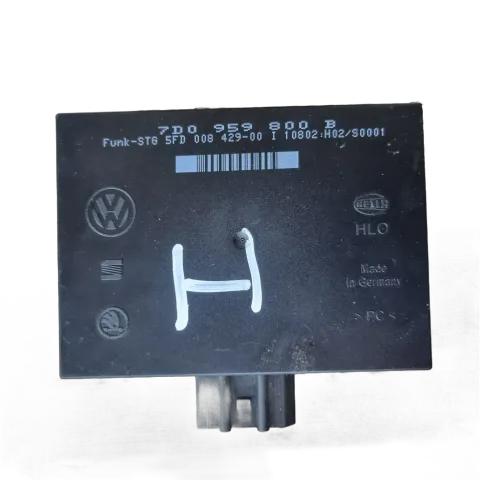 7D0 959 800 B
Funk-STG 5FD 008 429-00 I 10802:H02/S0001
HELLA
HLO
H
Made
in Germany
> PC <